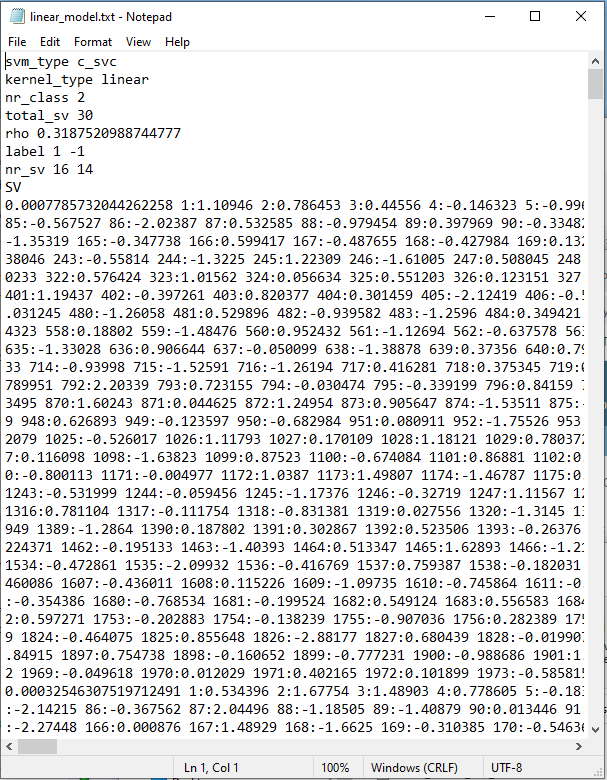 linear_model.txt - Notepad
File Edit Format View Help
svm_type c_svc
kernel_type linear
nr_class 2
total_sv 30
rho 0.3187520988744777
label 1 -1
nr_sv 16 14
SV
0.0007785732044262258 1:1.10946 2:0.786453 3:0.44556 4:-0.146323 5:-0.996
85:-0.567527 86:-2.02387 87:0.532585 88:-0.979454 89:0.397969 90:-0.33482
-1.35319 165:-0.347738 166:0.599417 167:-0.487655 168:-0.427984 169:0.132
38046 243:-0.55814 244:-1.3225 245:1.22309 246:-1.61005 247:0.508045 248
0233 322:0.576424 323:1.01562 324:0.056634 325:0.551203 326:0.123151 327
401:1.19437 402:-0.397261 403:0.820377 404:0.301459 405:-2.12419 406:-0.5
.031245 480:-1.26058 481:0.529896 482:-0.939582 483:-1.2596 484:0.349421
4323 558:0.18802 559:-1.48476 560:0.952432 561:-1.12694 562:-0.637578 563
635:-1.33028 636:0.906644 637:-0.050099 638:-1.38878 639:0.37356 640:0.79
33 714:-0.93998 715:-1.52591 716:-1.26194 717:0.416281 718:0.375345 719:0
789951 792:2.20339 793:0.723155 794:-0.030474 795:-0.339199 796:0.84159 7
3495 870:1.60243 871:0.044625 872:1.24954 873:0.905647 874:-1.53511 875:-
9 948:0.626893 949:-0.123597 950:-0.682984 951:0.080911 952:-1.75526 953
2079 1025:-0.526017 1026:1.11793 1027:0.170109 1028:1.18121 1029:0.780372
7:0.116098 1098:-1.63823 1099:0.87523 1100:-0.674084 1101:0.86881 1102:0
0:-0.800113 1171:-0.004977 1172:1.0387 1173:1.49807 1174:-1.46787 1175:0.
1243:-0.531999 1244:-0.059456 1245:-1.17376 1246:-0.32719 1247:1.11567 12
1316:0.781104 1317:-0.111754 1318:-0.831381 1319:0.027556 1320:-1.3145 13
949 1389:-1.2864 1390:0.187802 1391:0.302867 1392:0.523506 1393:-0.26376
224371 1462:-0.195133 1463:-1.40393 1464:0.513347 1465:1.62893 1466:-1.21
1534:-0.472861 1535:-2.09932 1536:-0.416769 1537:0.759387 1538:-0.182031
460086 1607:-0.436011 1608:0.115226 1609:-1.09735 1610:-0.745864 1611:-0
:-0.354386 1680:-0.768534 1681:-0.199524 1682:0.549124 1683:0.556583 1684
2:0.597271 1753:-0.202883 1754:-0.138239 1755:-0.907036 1756:0.282389 175
9 1824:-0.464075 1825:0.855648 1826:-2.88177 1827:0.680439 1828:-0.019907
.84915 1897:0.754738 1898:-0.160652 1899:-0.777231 1900:-0.988686 1901:1.
2 1969:-0.049618 1970:0.012029 1971:0.402165 1972:0.101899 1973:-0.585815
0.00032546307519712491 1:0.534396 2:1.67754 3:1.48903 4:0.778605 5:-0.183
:-2.14215 86:-0.367562 87:2.04496 88:-1.18505 89:-1.40879 90:0.013446 91
:-2.27448 166:0.000876 167:1.48929 168:-1.6625 169:-0.310385 170:-0.54636
Ln 1, Col 1 100% Windows (CRLF) UTF-8